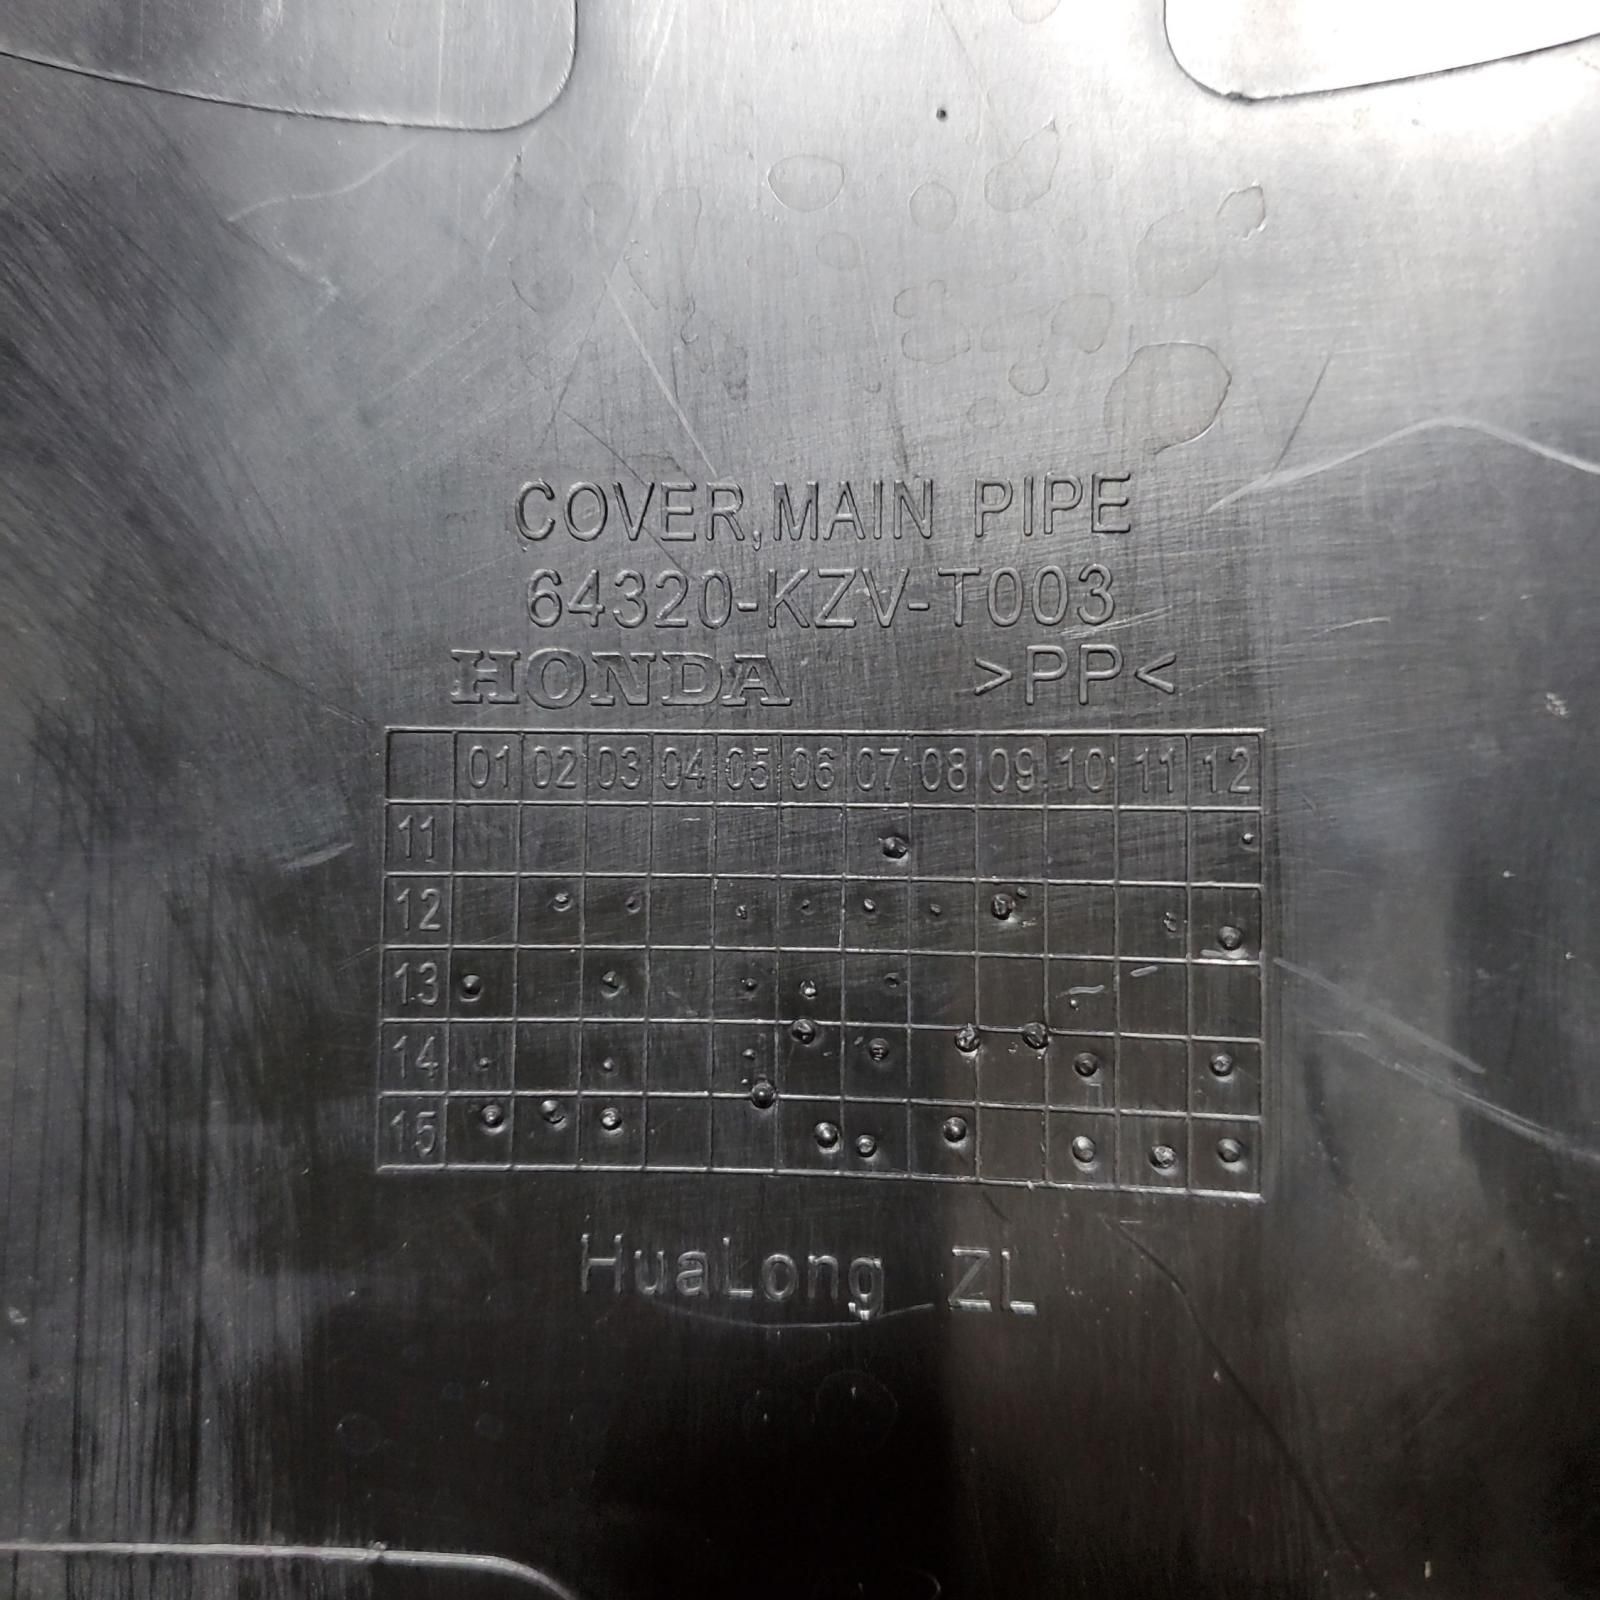 COVER,MAIN PIPE
64320-KZV-T003
HONDA >PP<
01 02 03 04 05 06 07 08 09 10 11 12
11
12
13
14
15
HuaLong ZL